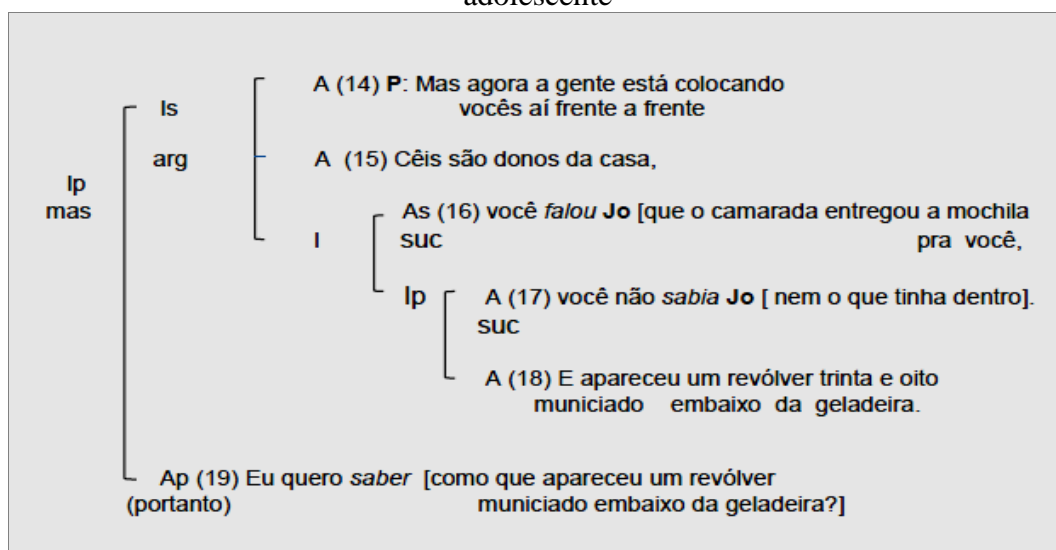 adolescente
A (14) P: Mas agora a gente está colocando
vocês aí frente a frente
Is
arg
A (15) Cêis são donos da casa,
Ip
mas
As (16) você falou Jo [que o camarada entregou a mochila
I
suc
pra você,
Ip
A (17) você não sabia Jo [ nem o que tinha dentro].
suc
A (18) E apareceu um revólver trinta e oito
municiado embaixo da geladeira.
Ap (19) Eu quero saber [como que apareceu um revólver
(portanto)
municiado embaixo da geladeira?]